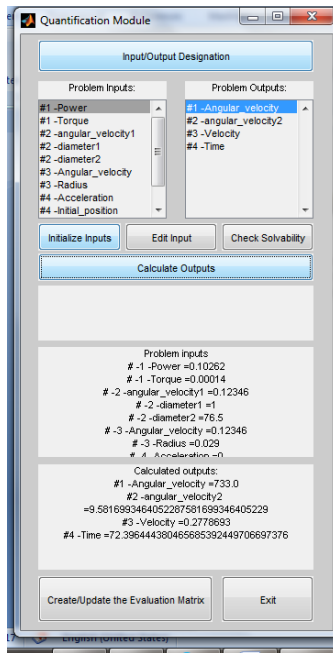 Quantification Module
Input/Output Designation
Problem Inputs:
Problem Outputs:
#1 -Power
#1 -Torque
#2 -angular_velocity1
#2 -diameter1
#2 -diameter2
#3 -Angular_velocity
#3 -Radius
#4 -Acceleration
#4 -Initial_position
#1 -Angular_velocity
#2 -angular_velocity2
#3 -Velocity
#4 -Time
Initialize Inputs
Edit Input
Check Solvability
Calculate Outputs
Problem inputs
# -1 -Power =0.10262
# -1 -Torque =0.00014
# -2 -angular_velocity1 =0.12346
# -2 -diameter1 =1
# -2 -diameter2 =76.5
# -3 -Angular_velocity =0.12346
# -3 -Radius =0.029
# -4 -Acceleration =0
Calculated outputs:
#1 -Angular_velocity =733.0
#2 -angular_velocity2
=9.5816993464052287581699346405229
#3 -Velocity =0.2778693
#4 -Time =72.396444380465685392449706697376
Create/Update the Evaluation Matrix
Exit
17
English (United States)